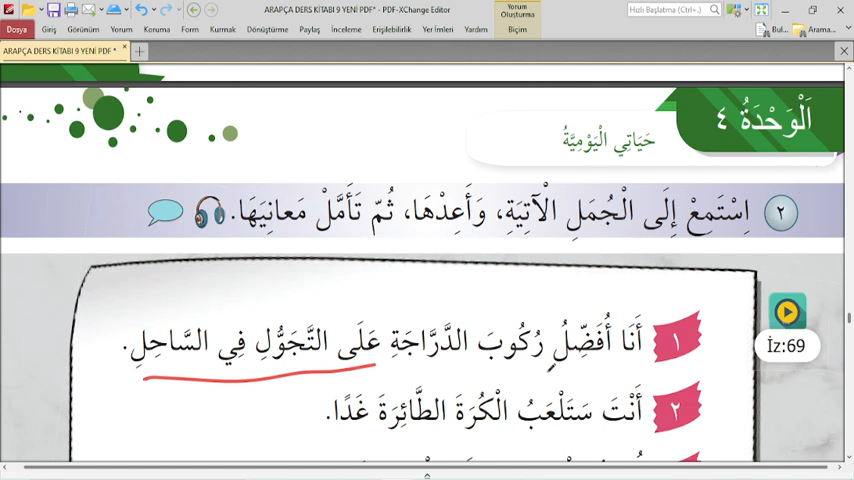 ARAPÇA DERS KİTABI 9 YENİ PDF* - PDF-XChange Editor
Yorum Oluşturma
Hızlı Başlatma (Ctrl+.)
Dosya Giriş Görünüm Yorum Koruma Form Kurmak Dönüştürme Paylaş İnceleme Erişilebilirlik Yer İmleri Yardım Biçim
Bul... Arama...
ARAPÇA DERS KİTABI 9 YENİ PDF *
اَلْوَحْدَةُ ٤
حَيَاتِي الْيَوْمِيَّةُ
٢ اِسْتَمِعْ إِلَى الْجُمَلِ الْآتِيَةِ، وَأَعِدْهَا، ثُمّ تَأَمَّلْ مَعانِيَهَا.
١ أَنَا أُفَضِّلُ رُكُوبَ الدَّرَّاجَةِ عَلَى التَّجَوُّلِ فِي السَّاحِلِ.
İz:69
٢ أَنْتَ سَتَلْعَبُ الْكُرَةَ الطَّائِرَةَ غَدًا.